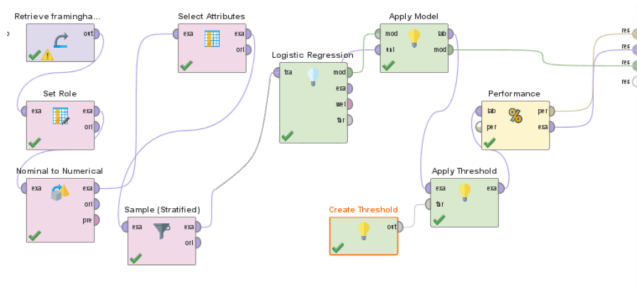 Retrieve framingha...
out
Set Role
exa
exa
ori
Nominal to Numerical
exa
exa
ori
pre
Select Attributes
exa
exa
ori
Sample (Stratified)
exa
exa
ori
Logistic Regression
tra
mod
exa
wei
thr
Apply Model
mod
unl
lab
mod
Create Threshold
out
Apply Threshold
exa
thr
exa
Performance
lab
per
%
per
exa
res
res
res
res